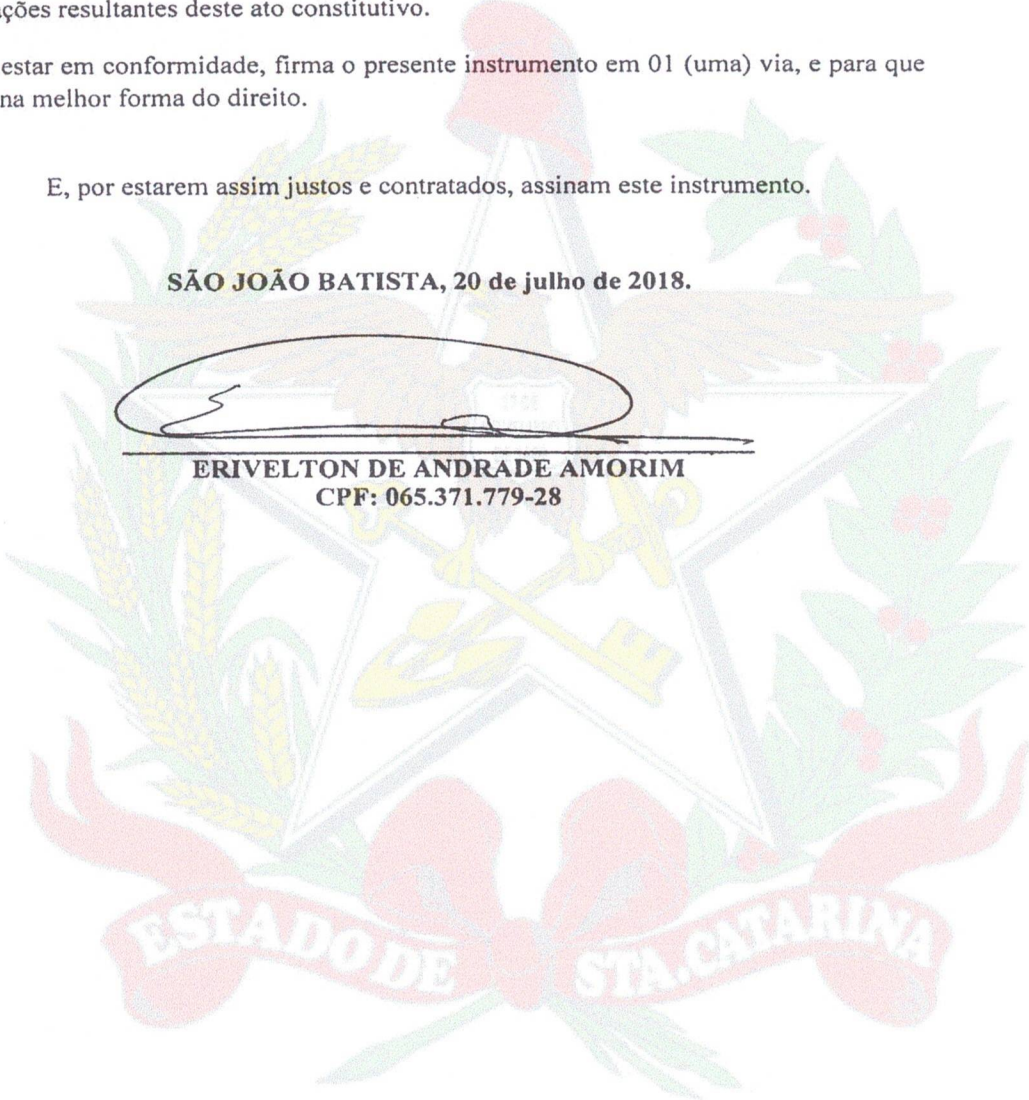 ações resultantes deste ato constitutivo.
estar em conformidade, firma o presente instrumento em 01 (uma) via, e para que
na melhor forma do direito.
E, por estarem assim justos e contratados, assinam este instrumento.
SÃO JOÃO BATISTA, 20 de julho de 2018.
ERIVELTON DE ANDRADE AMORIM
CPF: 065.371.779-28
ESTADO DE STA. CATARINA